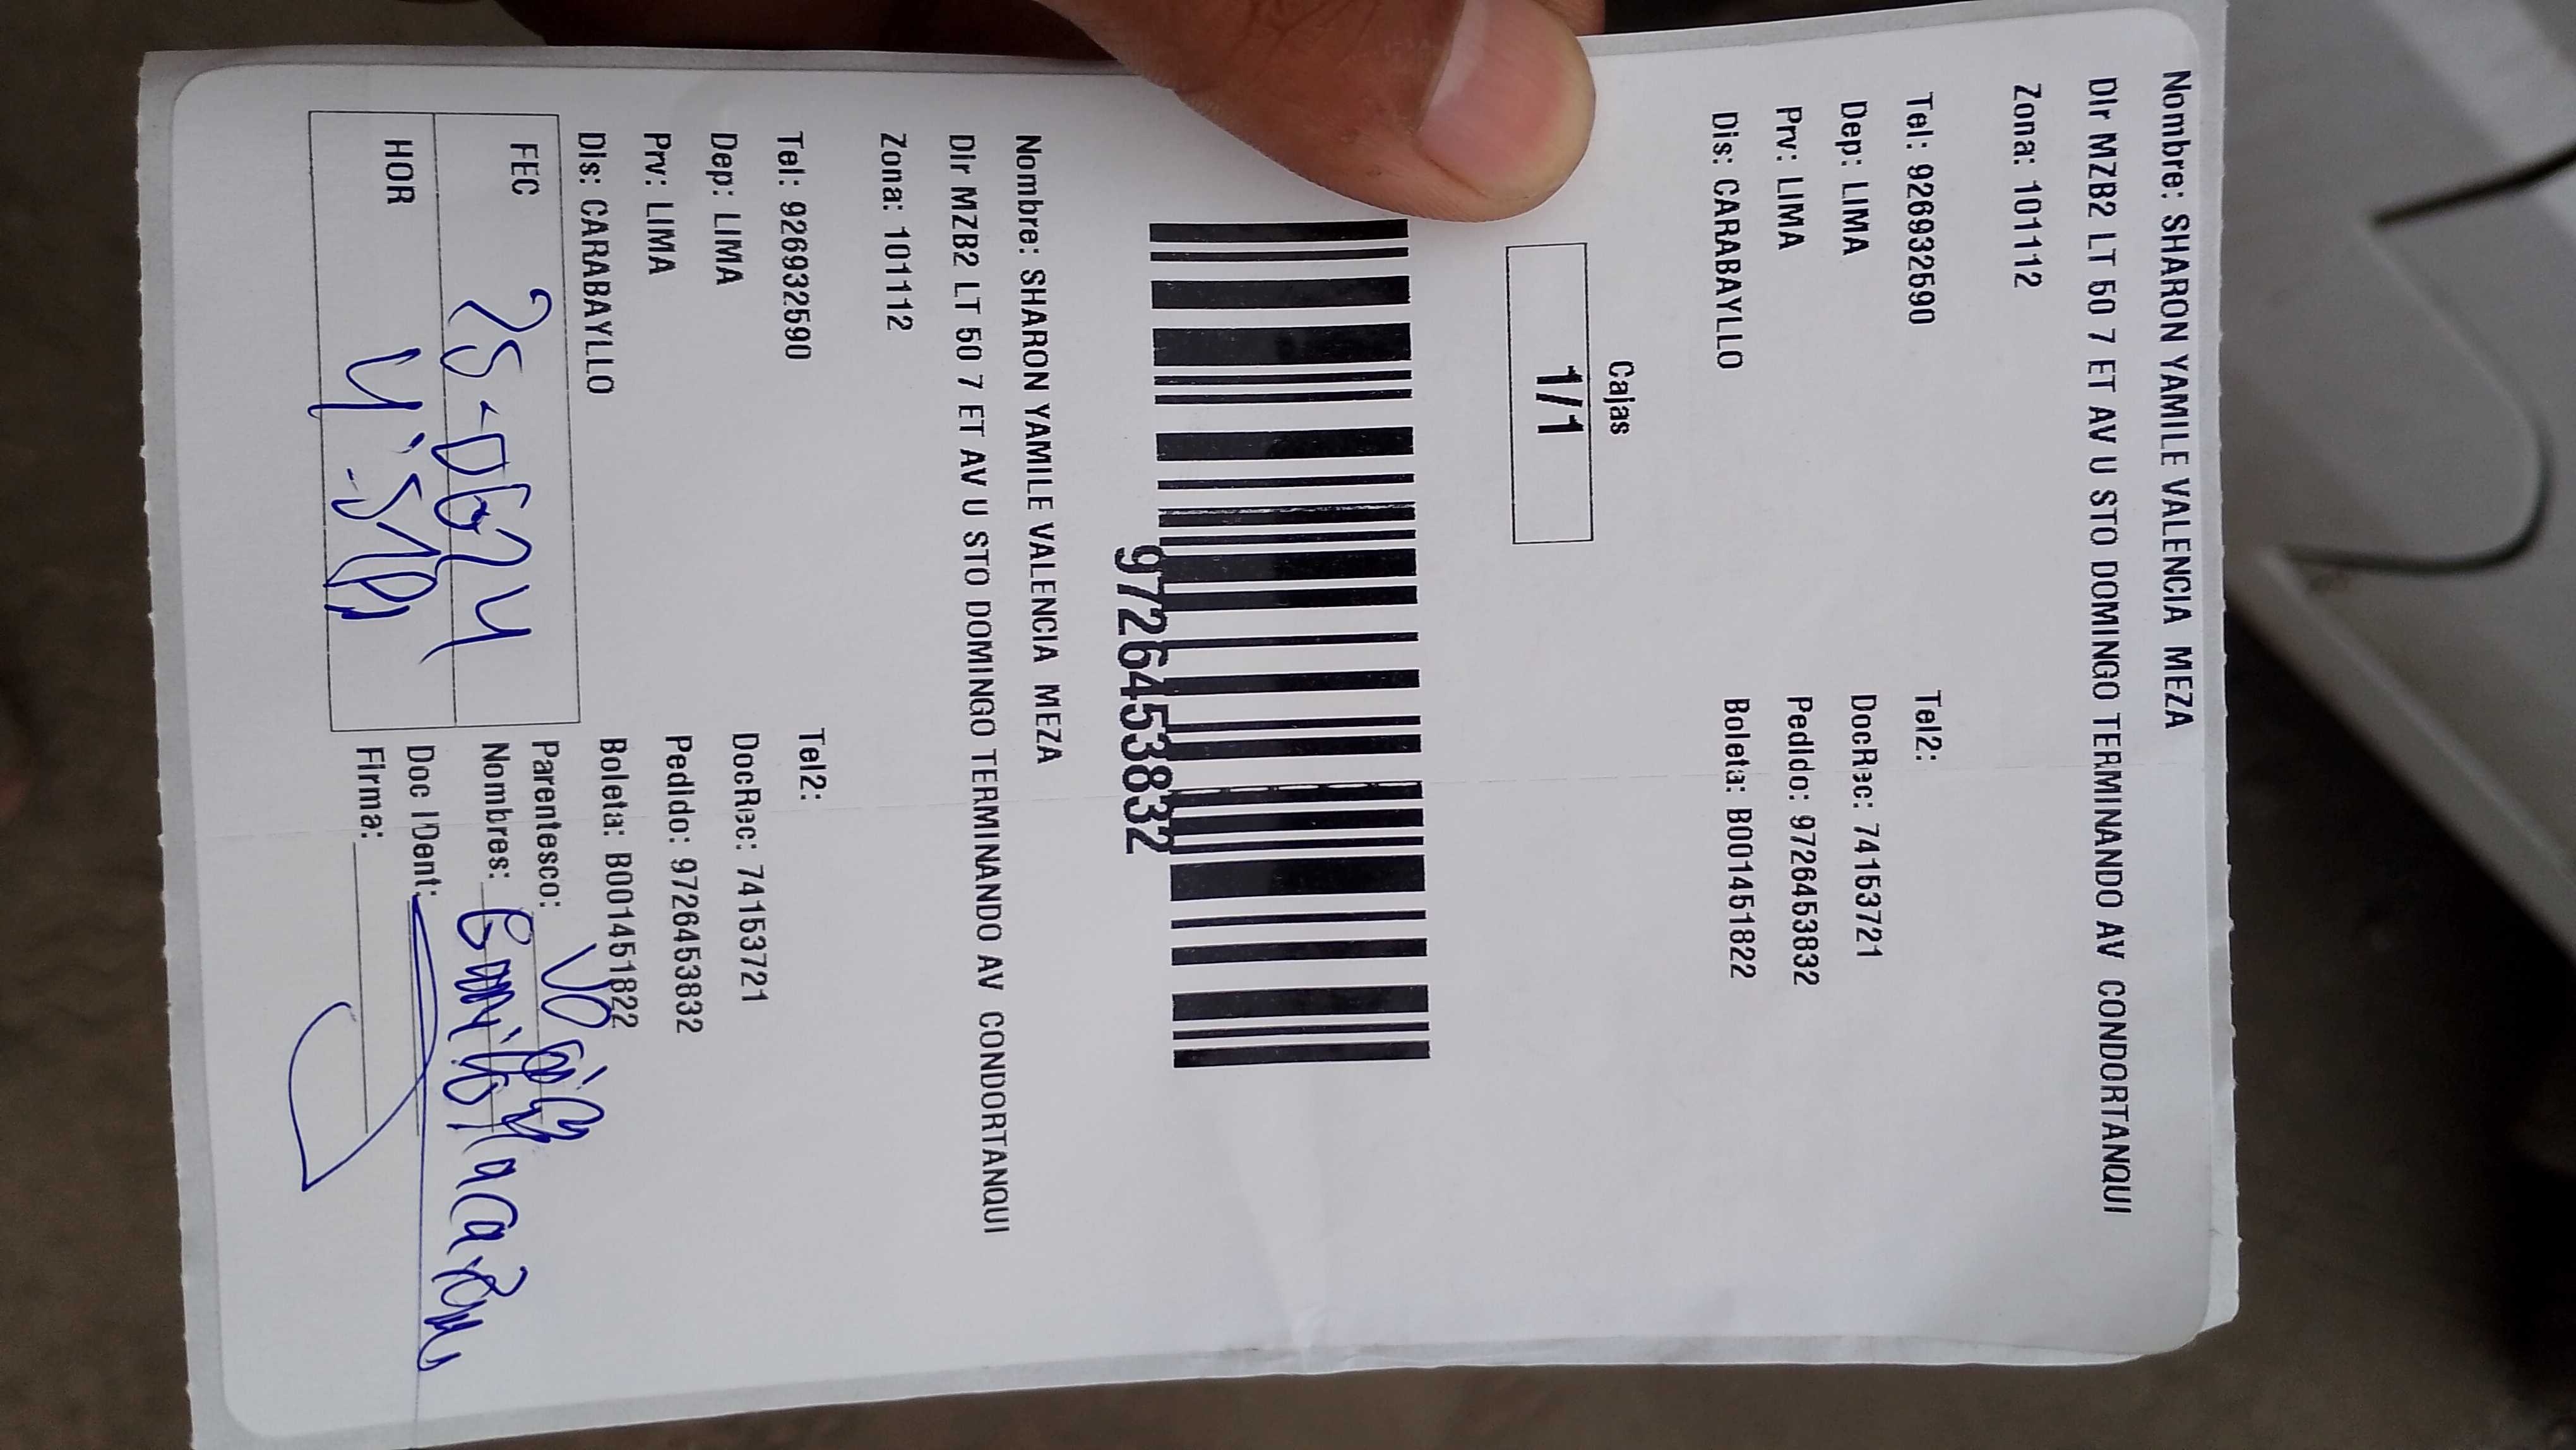 Nombre: SHARON YAMILE VALENCIA MEZA
Dir MZB2 LT 50 7 ET AV U STO DOMINGO TERMINANDO AV CONDORTANQUI
Zona: 101112
Tel: 926932590 Tel2:
Dep: LIMA DocRec: 74153721
Prv: LIMA Pedido: 9726453832
Dis: CARABAYLLO Boleta: B001451822
Cajas
1/1
9726453832
Nombre: SHARON YAMILE VALENCIA MEZA
Dir MZB2 LT 50 7 ET AV U STO DOMINGO TERMINANDO AV CONDORTANQUI
Zona: 101112
Tel: 926932590 Tel2:
Dep: LIMA DocRec: 74153721
Prv: LIMA Pedido: 9726453832
Dis: CARABAYLLO Boleta: B001451822
FEC 25-0624 Parentesco:
Nombres:
HOR Doc IDent:
Firma: